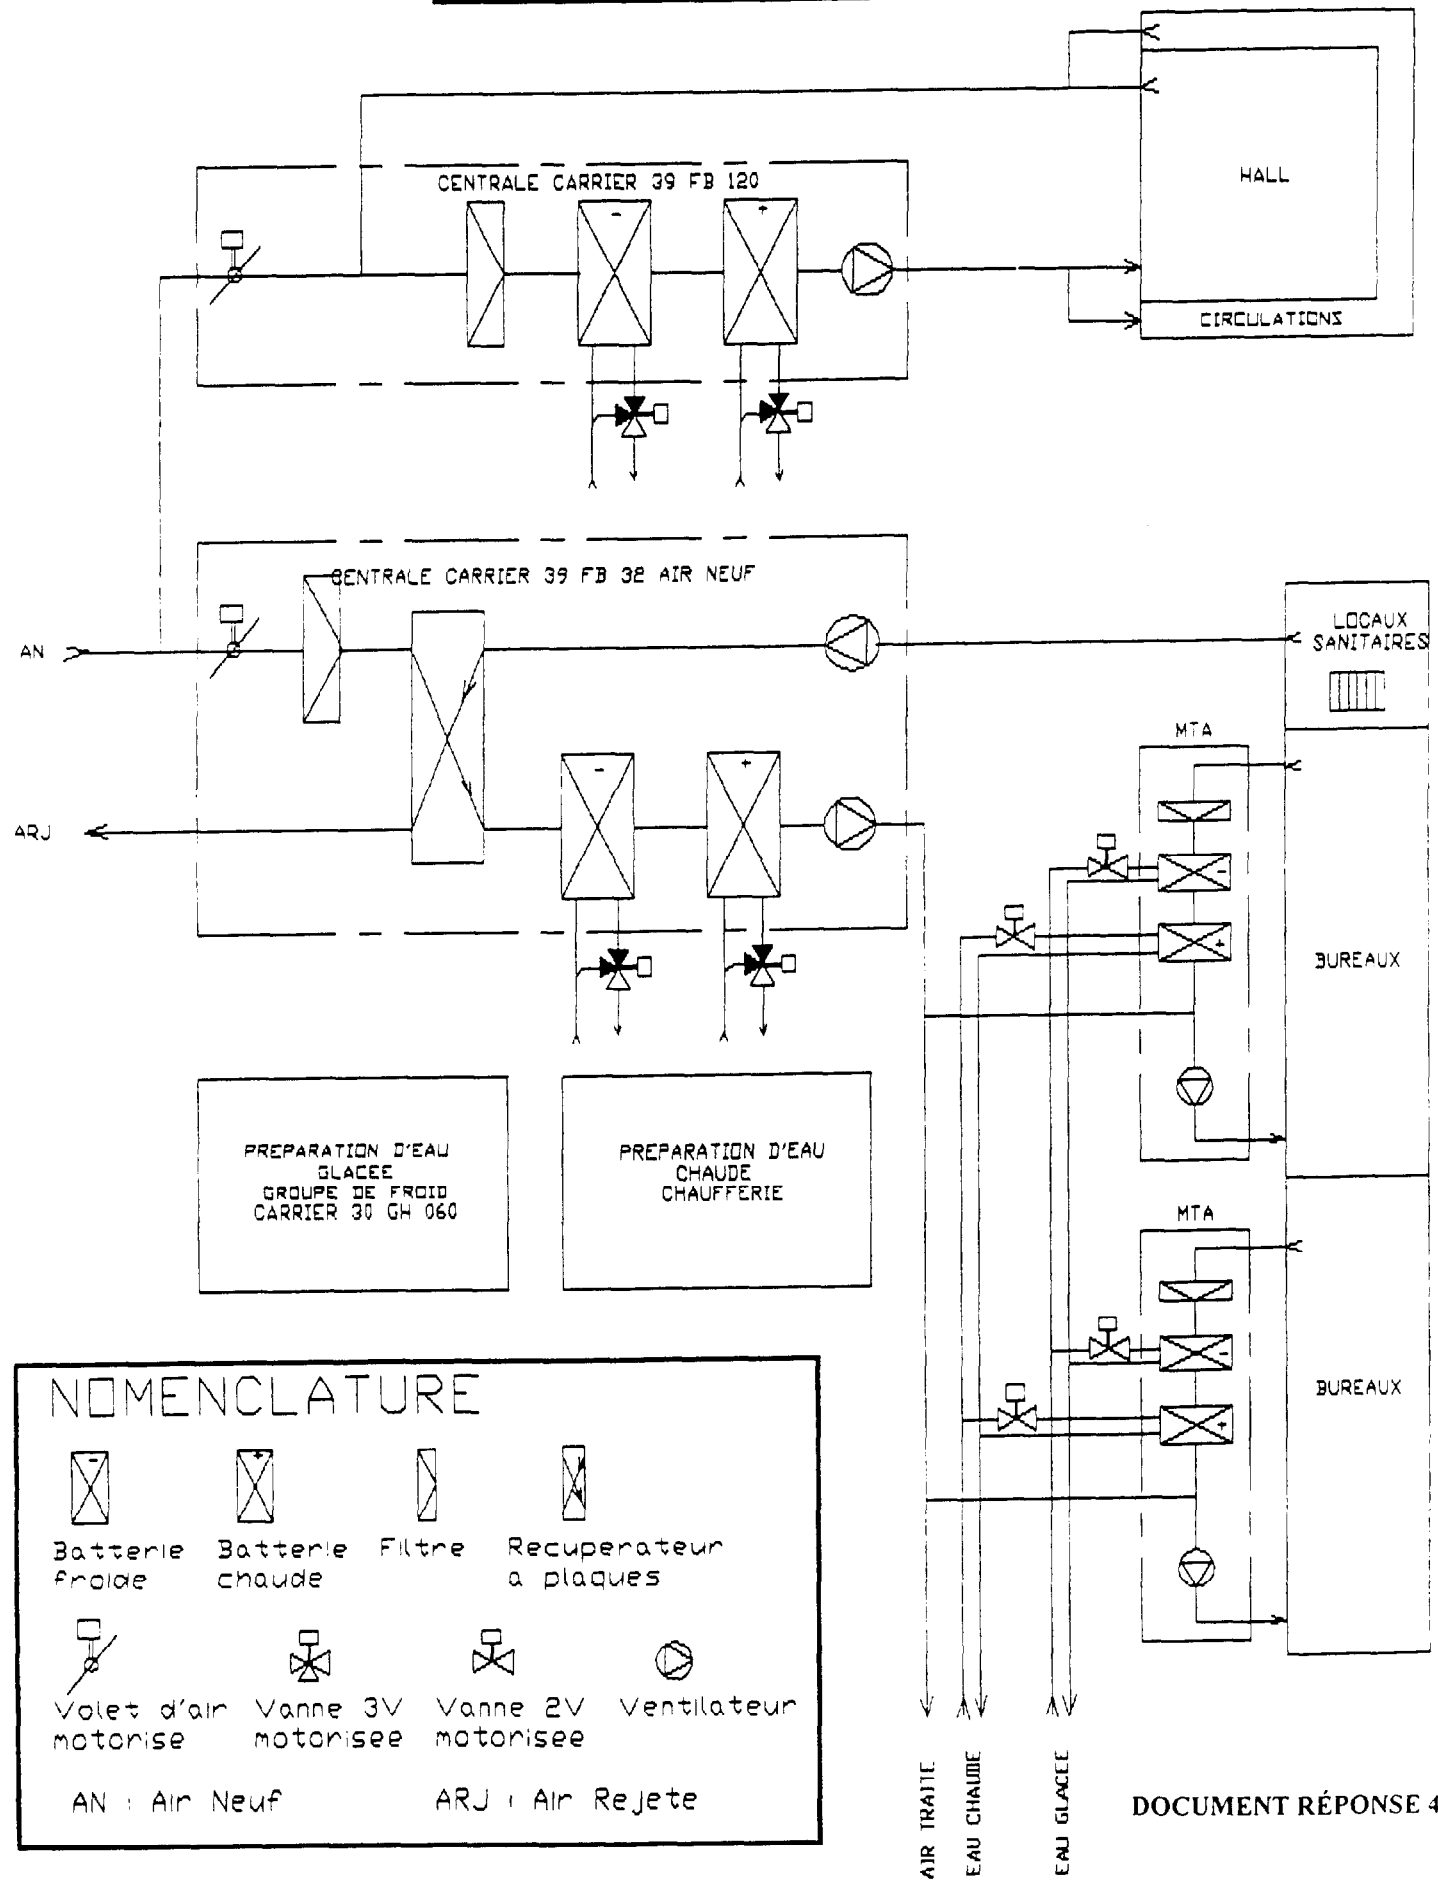 CENTRALE CARRIER 39 FB 120
-
+
HALL
CIRCULATIONS
CENTRALE CARRIER 39 FB 32 AIR NEUF
AN
LOCAUX
SANITAIRES
MTA
-
+
ARJ
-
+
BUREAUX
PREPARATION D'EAU
GLACEE
GROUPE DE FROID
CARRIER 30 GH 060
PREPARATION D'EAU
CHAUDE
CHAUFFERIE
MTA
-
+
BUREAUX
NOMENCLATURE
-
+
Batterie
froide
Batterie
chaude
Filtre
Recuperateur
a plaques
Volet d'air
motorise
Vanne 3V
motorisee
Vanne 2V
motorisee
Ventilateur
AN : Air Neuf
ARJ : Air Rejete
AIR TRAITE
EAU CHAUDE
EAU GLACEE
DOCUMENT RÉPONSE 4